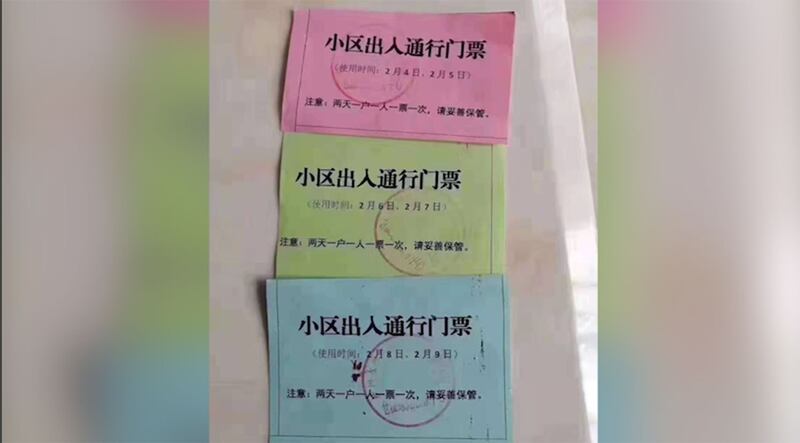 小区出入通行门票
（使用时间：2月4日、2月5日）
注意：两天一户一人一票一次，请妥善保管。
小区出入通行门票
（使用时间：2月6日、2月7日）
注意：两天一户一人一票一次，请妥善保管。
小区出入通行门票
（使用时间：2月8日、2月9日）
注意：两天一户一人一票一次，请妥善保管。